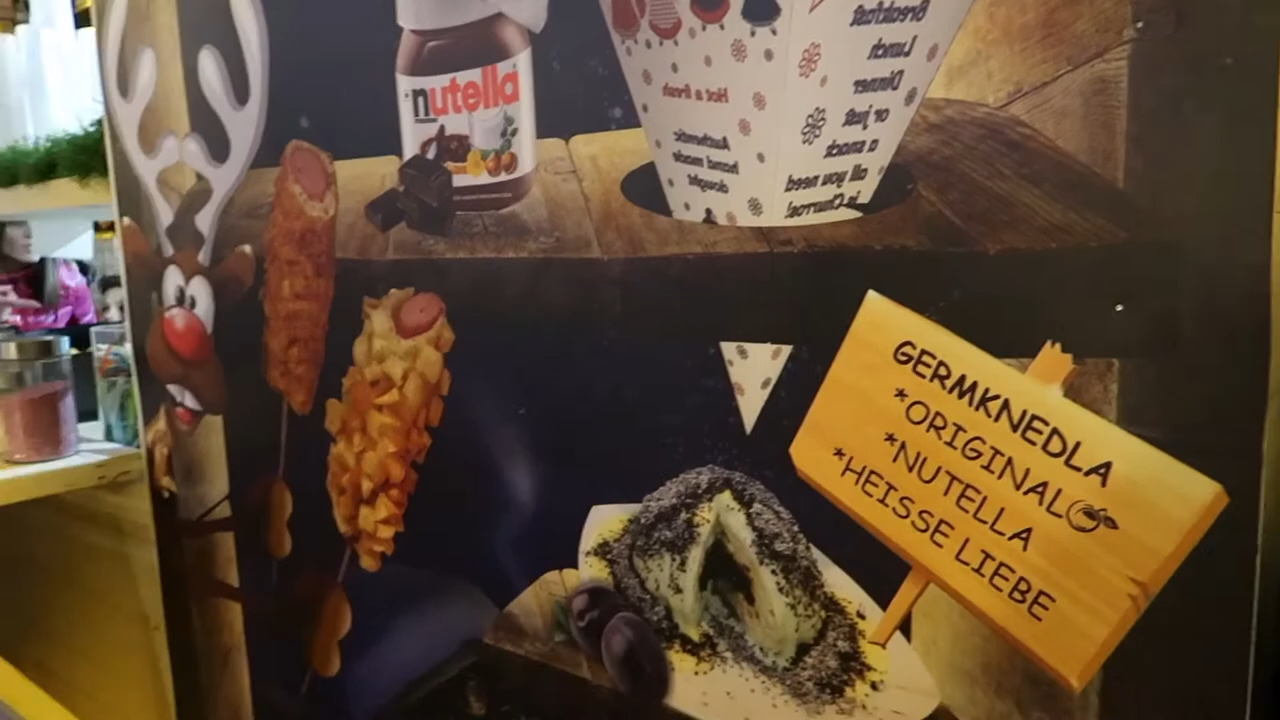 nutella
Hot & fresh
Authentic
hand made
dough!
Breakfast
Lunch
Dinner
or just
a snack
all you need
is Churros!
GERMKNEDLA
*ORIGINAL
*NUTELLA
*HEISSE LIEBE